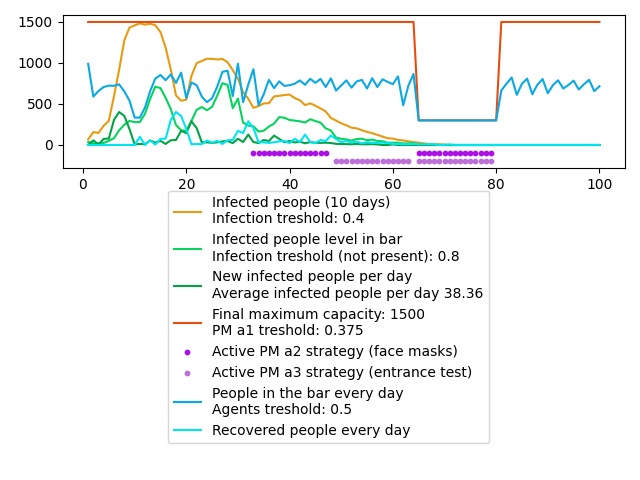 1500
1000
500
0
0 20 40 60 80 100
Infected people (10 days)
Infection treshold: 0.4
Infected people level in bar
Infection treshold (not present): 0.8
New infected people per day
Average infected people per day 38.36
Final maximum capacity: 1500
PM a1 treshold: 0.375
Active PM a2 strategy (face masks)
Active PM a3 strategy (entrance test)
People in the bar every day
Agents treshold: 0.5
Recovered people every day